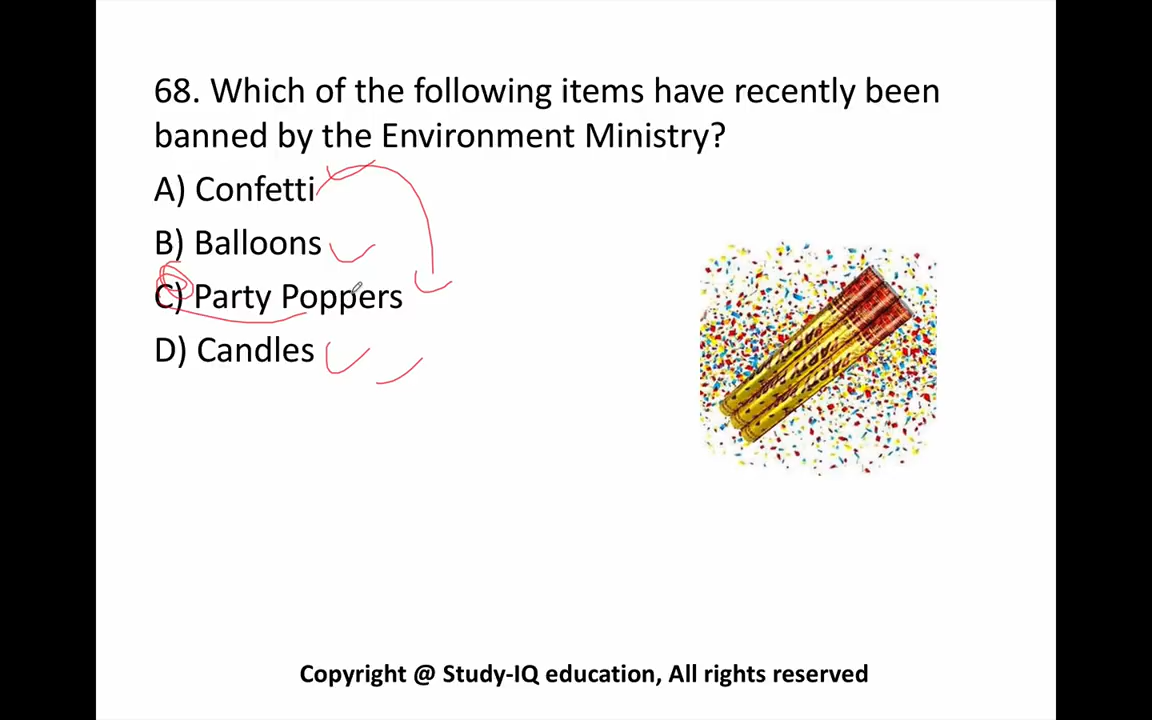 68. Which of the following items have recently been
banned by the Environment Ministry?
A) Confetti
B) Balloons
C) Party Poppers
D) Candles
Copyright @ Study-IQ education, All rights reserved